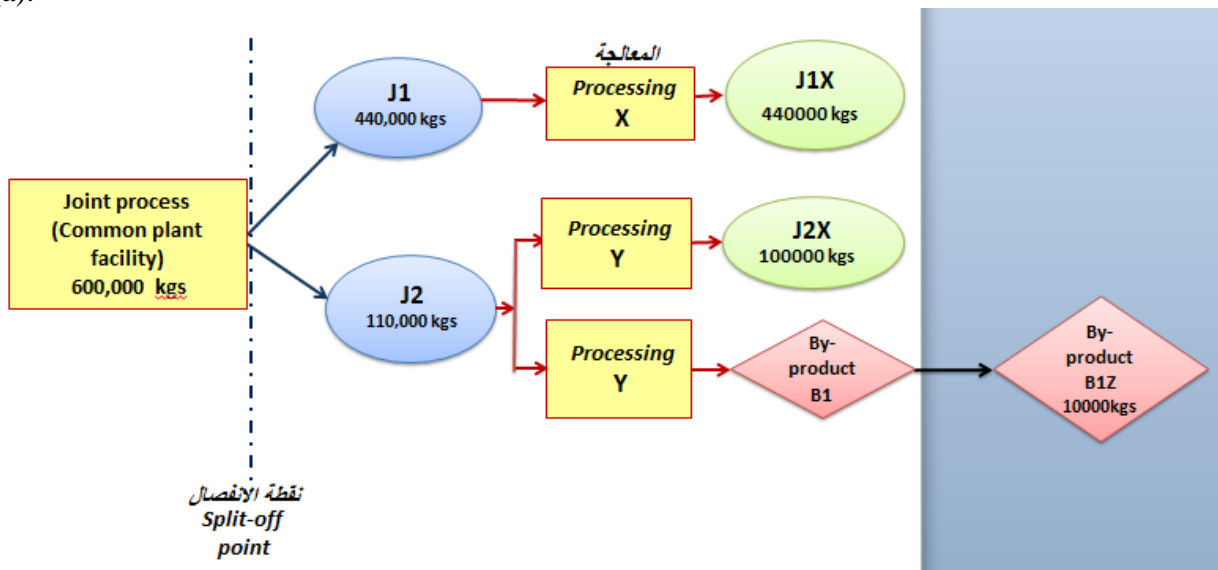 (a).
المعالجة
J1
440,000 kgs
Processing
X
J1X
440000 kgs
Joint process
(Common plant
facility)
600,000 kgs
J2
110,000 kgs
Processing
Y
J2X
100000 kgs
Processing
Y
By-
product
B1
By-
product
B1Z
10000kgs
نقطة الانفصال
Split-off
point